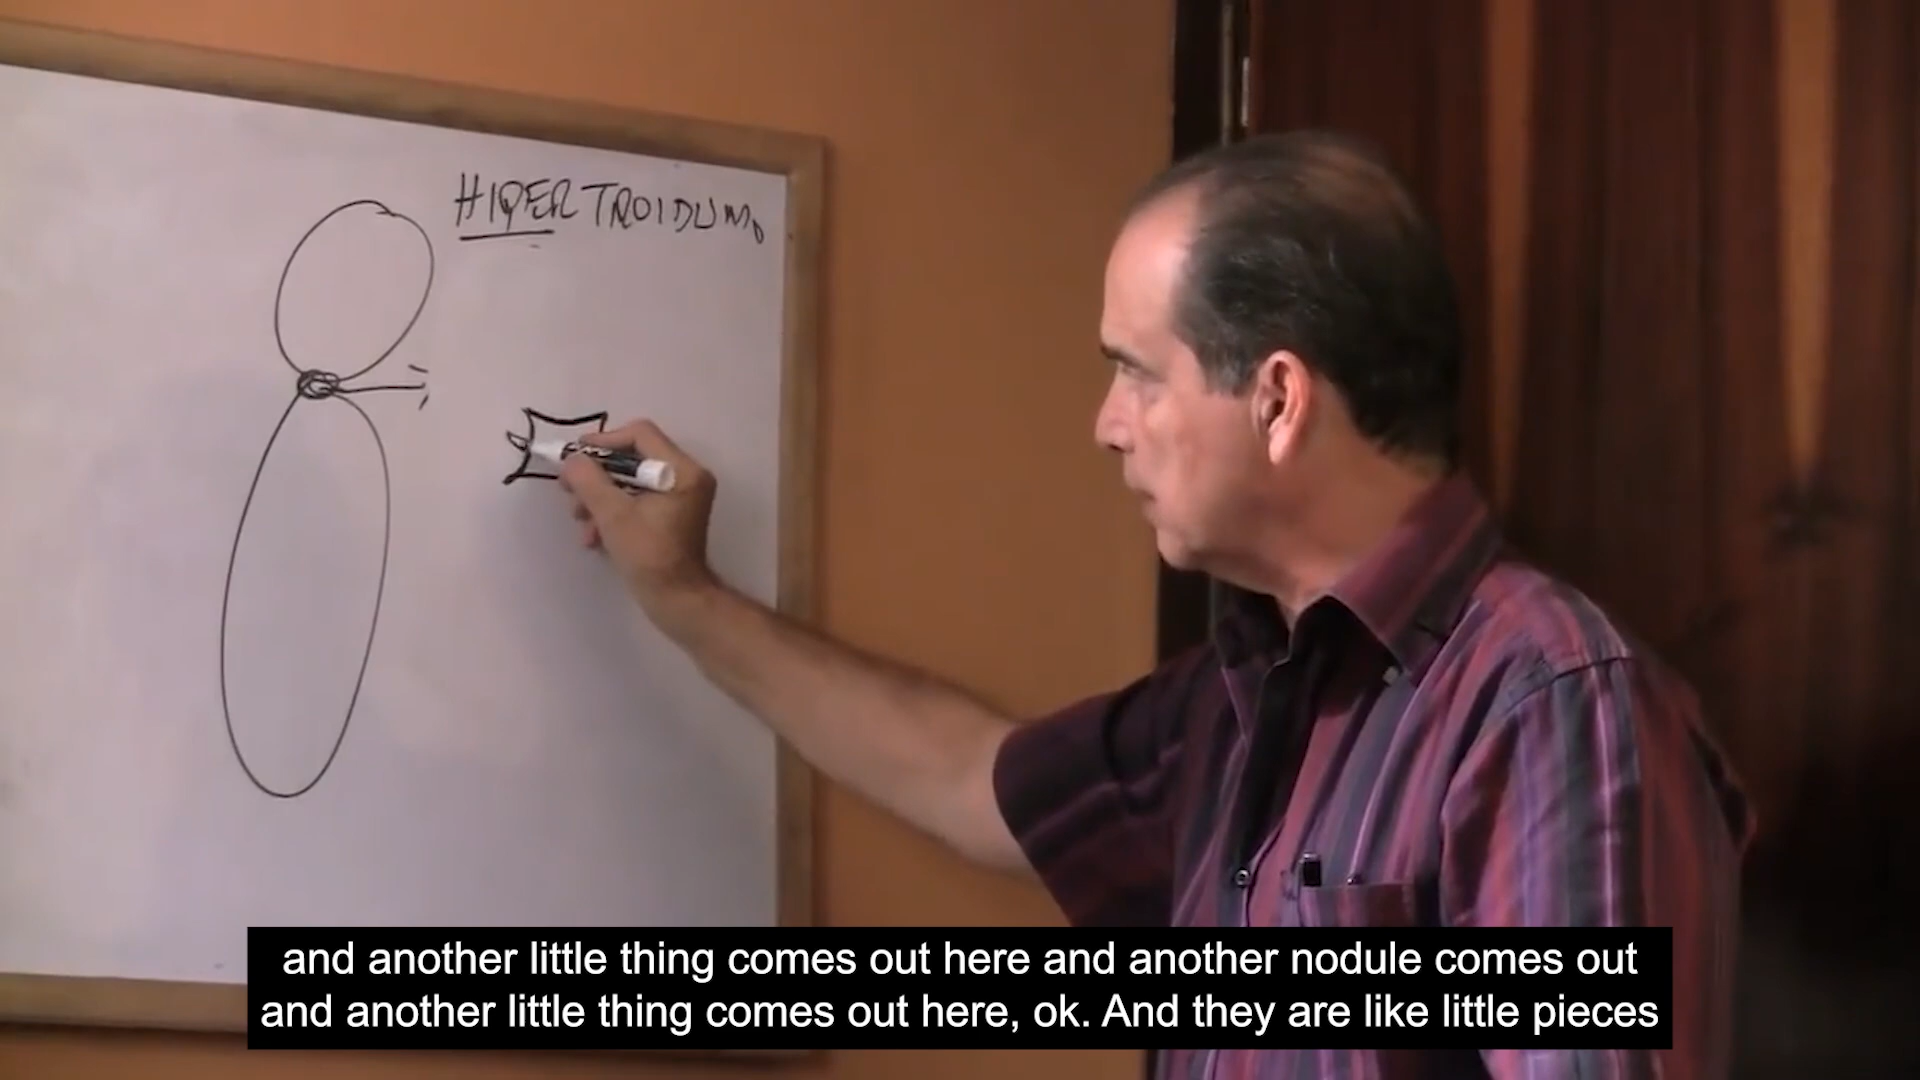 HIPERTROIDUMO
and another little thing comes out here and another nodule comes out
and another little thing comes out here, ok. And they are like little pieces